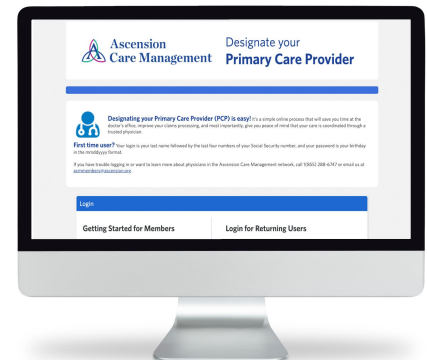 Ascension
Care Management
Designate your
Primary Care Provider
Designating your Primary Care Provider (PCP) is easy! It's a simple online process that will save you time at the
doctor's office, improve your claims processing, and most importantly, give you peace of mind that your care is coordinated through a
trusted physician.
First time user? Your login is your last name followed by the last four numbers of your Social Security number, and your password is your birthday
in the mmddyyyy format.
If you have trouble logging in or want to learn more about physicians in the Ascension Care Management network, call 1(855) 288-6747 or email us at
acmmembers@ascension.org
Login
Getting Started for Members
Login for Returning Users